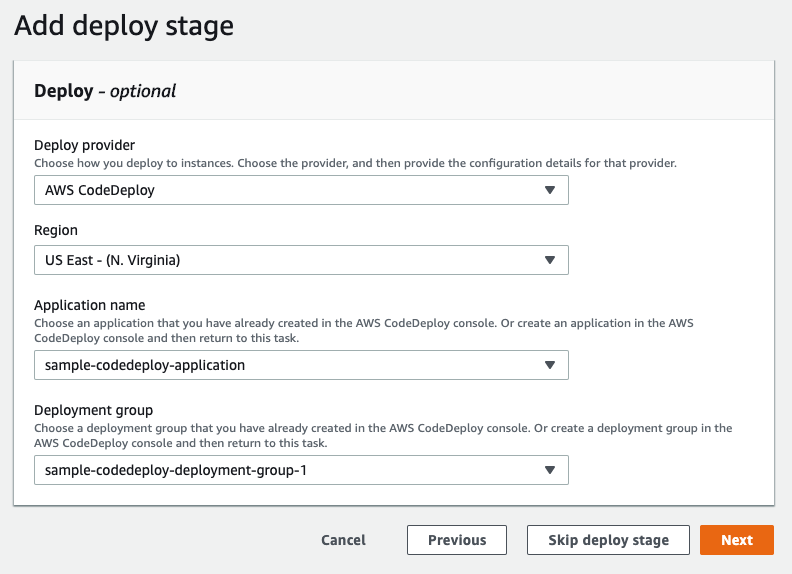 Add deploy stage
Deploy - optional
Deploy provider
Choose how you deploy to instances. Choose the provider, and then provide the configuration details for that provider.
AWS CodeDeploy
Region
US East - (N. Virginia)
Application name
Choose an application that you have already created in the AWS CodeDeploy console. Or create an application in the AWS
CodeDeploy console and then return to this task.
sample-codedeploy-application
Deployment group
Choose a deployment group that you have already created in the AWS CodeDeploy console. Or create a deployment group in the
AWS CodeDeploy console and then return to this task.
sample-codedeploy-deployment-group-1
Cancel Previous Skip deploy stage Next